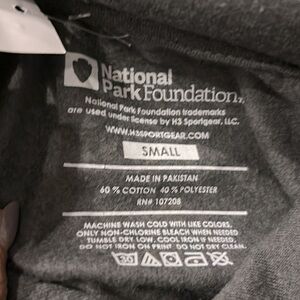 National
Park Foundation.
National Park Foundation trademarks
are used under license by H3 Sportgear, LLC.
WWW.H3SPORTGEAR.COM
SMALL
MADE IN PAKISTAN
60 % COTTON 40 % POLYESTER
RN# 107208
MACHINE WASH COLD WITH LIKE COLORS.
ONLY NON-CHLORINE BLEACH WHEN NEEDED
TUMBLE DRY LOW, COOL IRON IF NEEDED,
DO NOT IRON ON PRINT DO NOT DRY CLEAN.